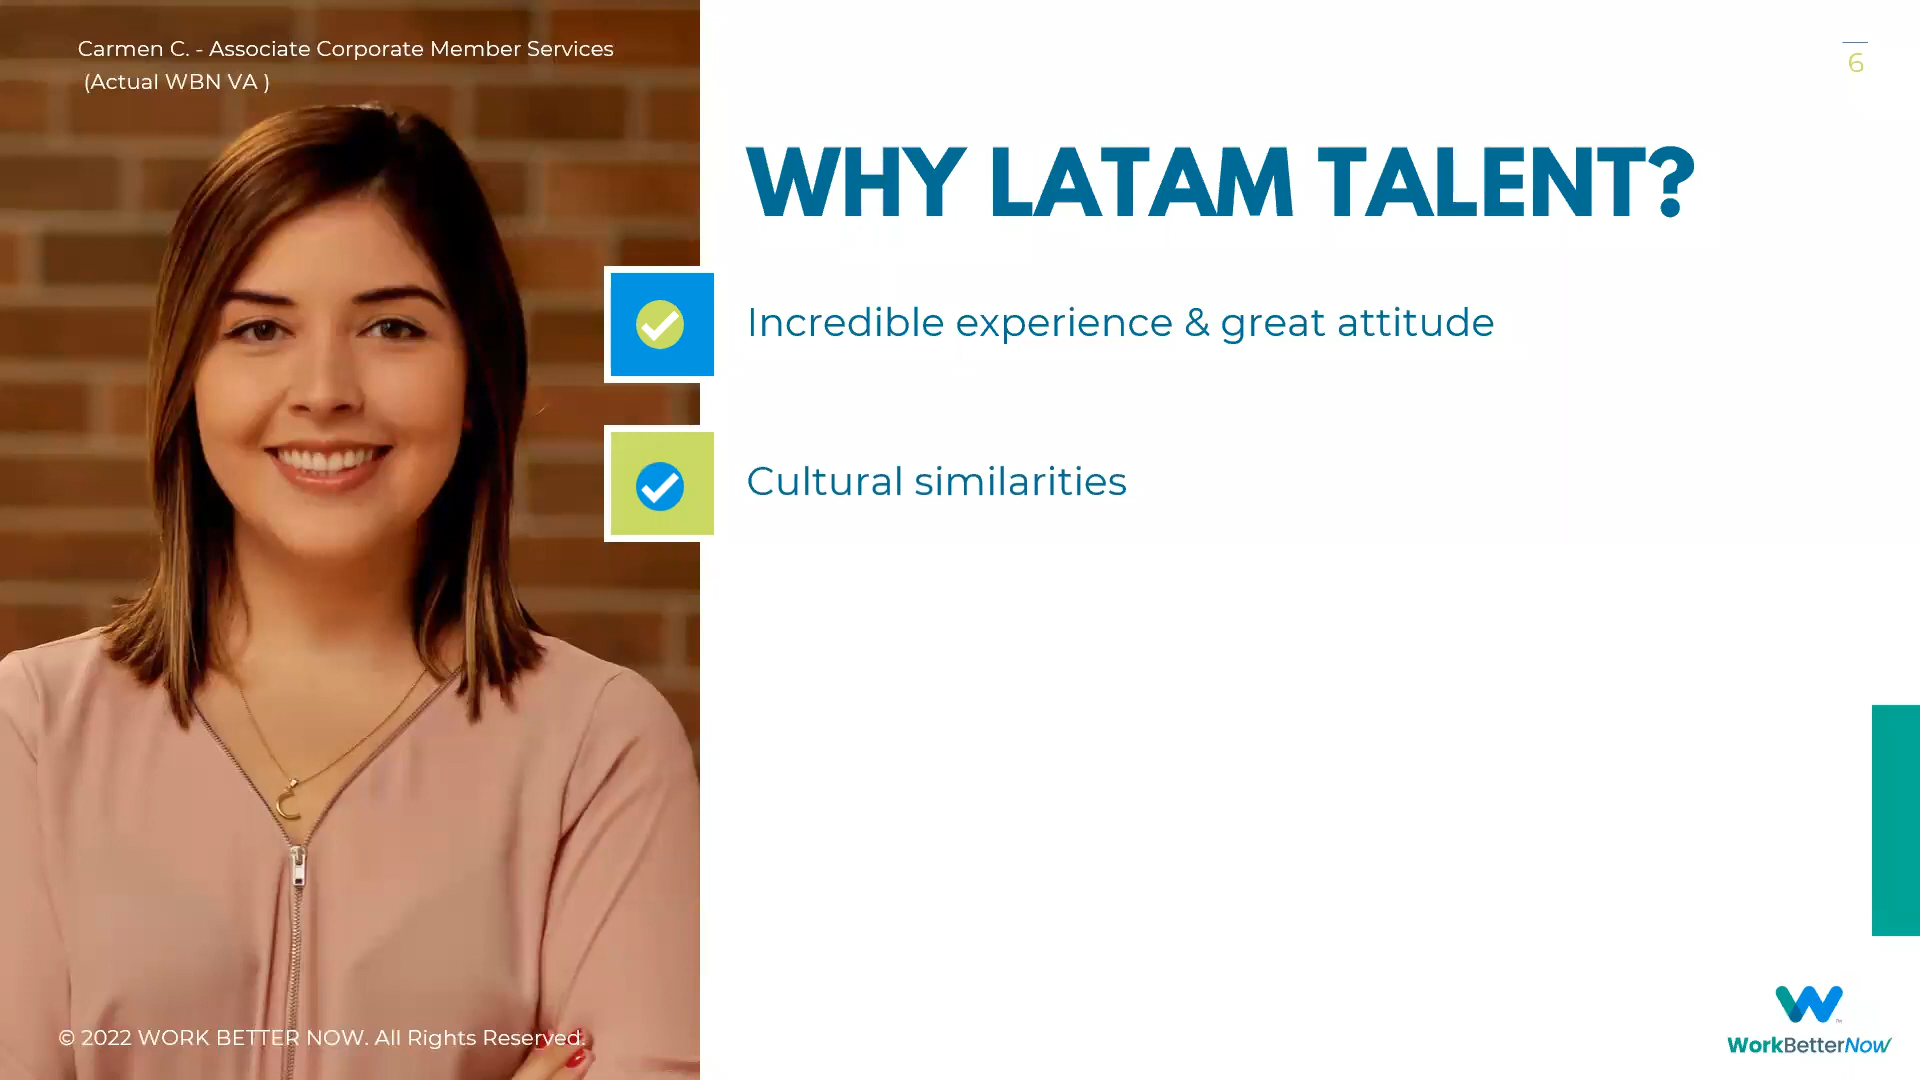 Carmen C. - Associate Corporate Member Services
(Actual WBN VA )
6
WHY LATAM TALENT?
Incredible experience & great attitude
Cultural similarities
© 2022 WORK BETTER NOW. All Rights Reserved.
WorkBetterNow